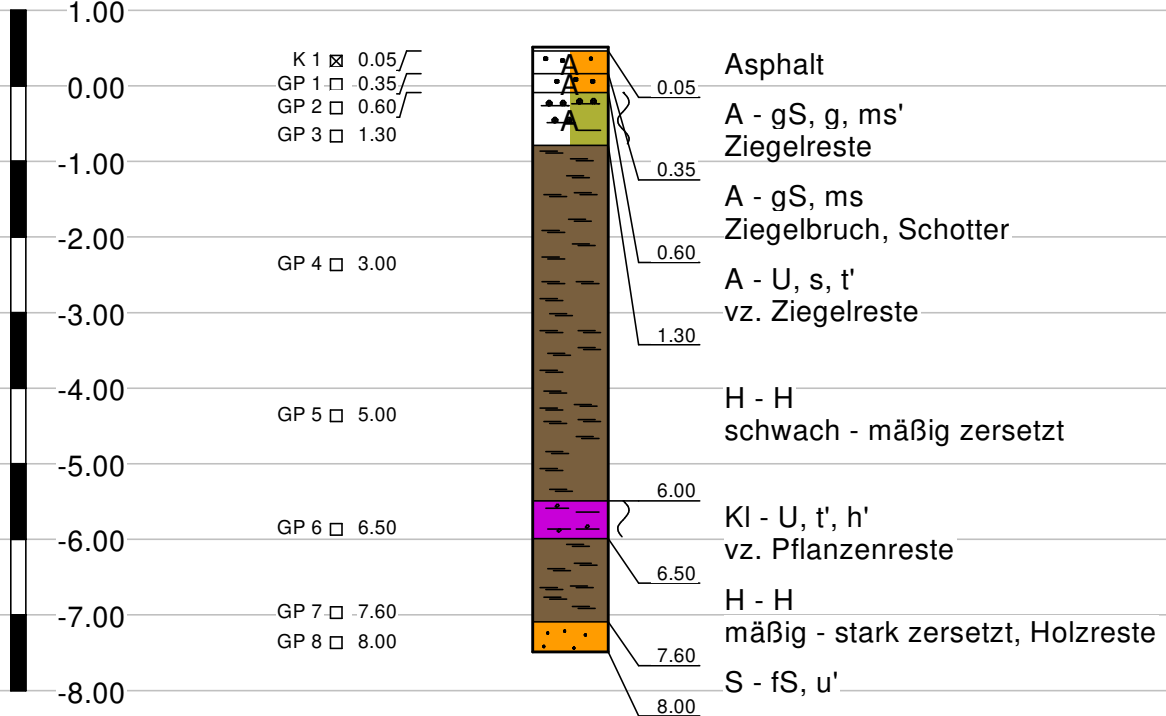 1.00
0.00
-1.00
-2.00
-3.00
-4.00
-5.00
-6.00
-7.00
-8.00
K 1 0.05
GP 1 0.35
GP 2 0.60
GP 3 1.30
GP 4 3.00
GP 5 5.00
GP 6 6.50
GP 7 7.60
GP 8 8.00
A
A
A
0.05
0.35
0.60
1.30
6.00
6.50
7.60
8.00
Asphalt
A - gS, g, ms'
Ziegelreste
A - gS, ms
Ziegelbruch, Schotter
A - U, s, t'
vz. Ziegelreste
H - H
schwach - mäßig zersetzt
Kl - U, t', h'
vz. Pflanzenreste
H - H
mäßig - stark zersetzt, Holzreste
S - fS, u'